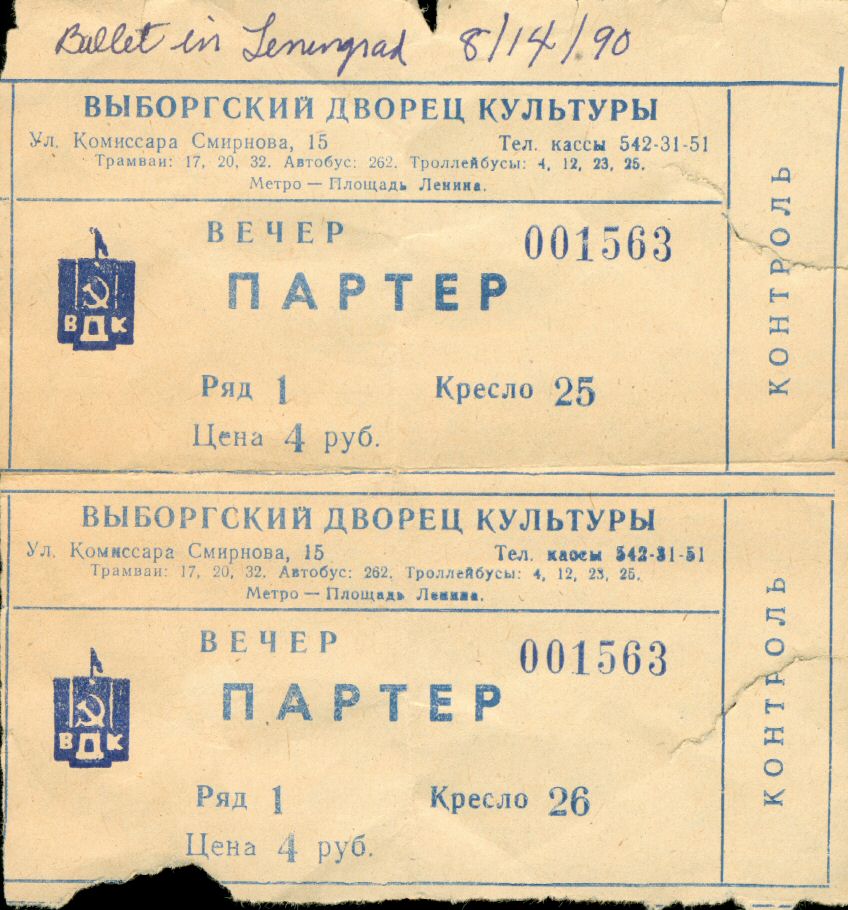 Ballet in Leningrad 8/14/90
ВЫБОРГСКИЙ ДВОРЕЦ КУЛЬТУРЫ
Ул. Комиссара Смирнова, 15 Тел. кассы 542-31-51
Трамваи: 17, 20, 32. Автобус: 262. Троллейбусы: 4, 12, 23, 25.
Метро — Площадь Ленина.
ВЕЧЕР 001563
ПАРТЕР
ВДК
Ряд 1 Кресло 25
Цена 4 руб.
КОНТРОЛЬ
ВЫБОРГСКИЙ ДВОРЕЦ КУЛЬТУРЫ
Ул. Комиссара Смирнова, 15 Тел. кассы 542-31-51
Трамваи: 17, 20, 32. Автобус: 262. Троллейбусы: 4, 12, 23, 25.
Метро — Площадь Ленина.
ВЕЧЕР 001563
ПАРТЕР
ВДК
Ряд 1 Кресло 26
Цена 4 руб.
КОНТРОЛЬ